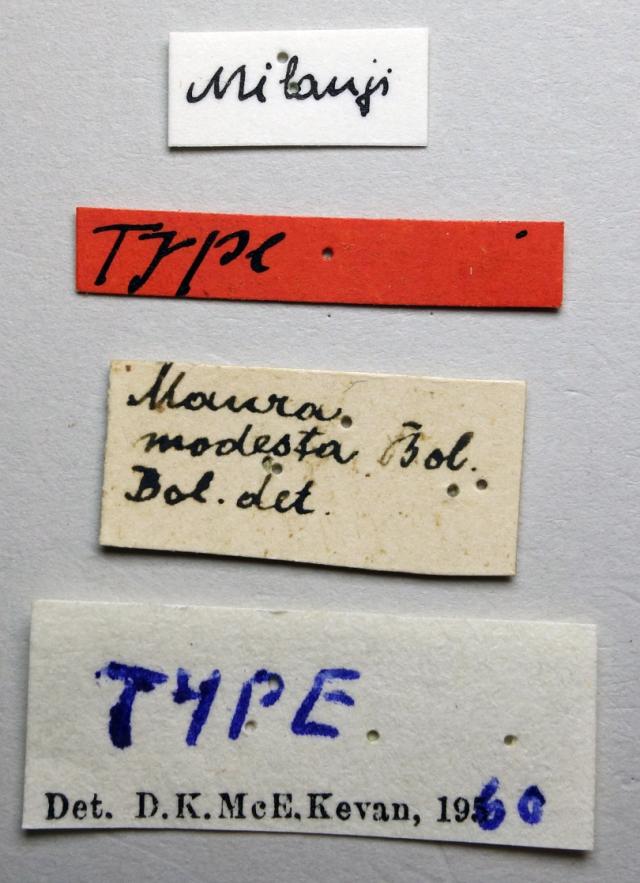 Milanji
Type
Maura
modesta Bol.
Bol. det.
TYPE
Det. D.K.McE.Kevan, 1960